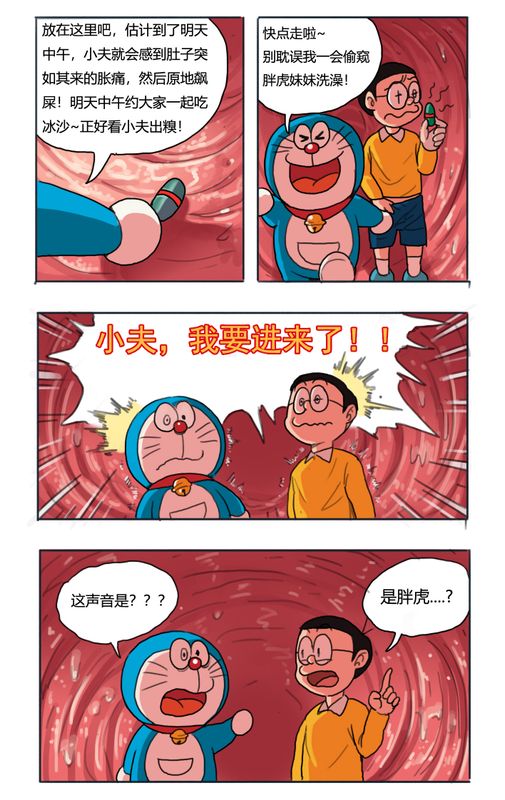 放在这里吧，估计到了明天
中午，小夫就会感到肚子突
如其来的胀痛，然后原地飙
屎！明天中午约大家一起吃
冰沙~正好看小夫出糗！
快点走啦~
别耽误我一会偷窥
胖虎妹妹洗澡！
小夫，我要进来了！！
这声音是？？？
是胖虎....?